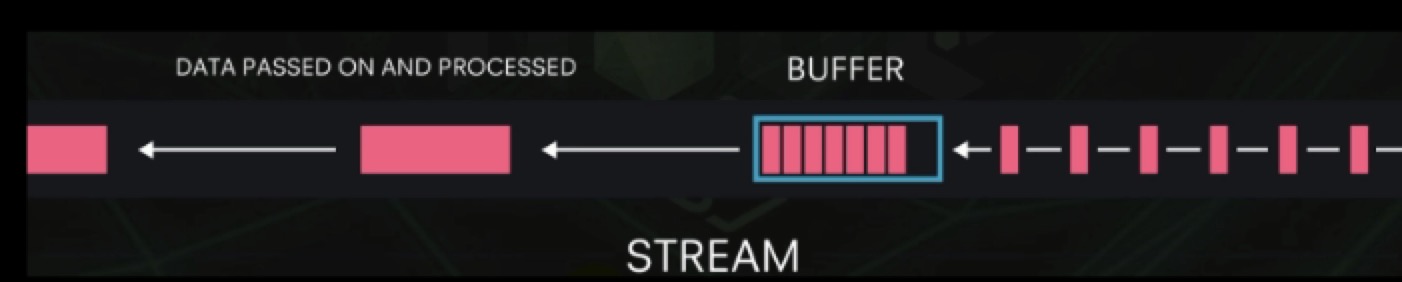 DATA PASSED ON AND PROCESSED
BUFFER
STREAM